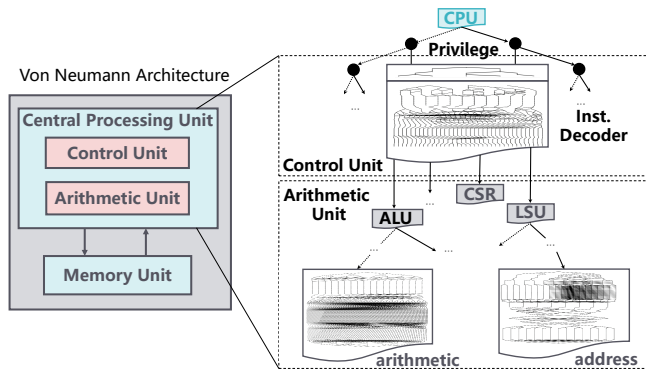 CPU
Privilege
Von Neumann Architecture
Central Processing Unit
Control Unit
Arithmetic Unit
Memory Unit
...
...
Inst.
Decoder
Control Unit
Arithmetic
Unit
...
CSR
ALU
LSU
...
...
...
arithmetic
address